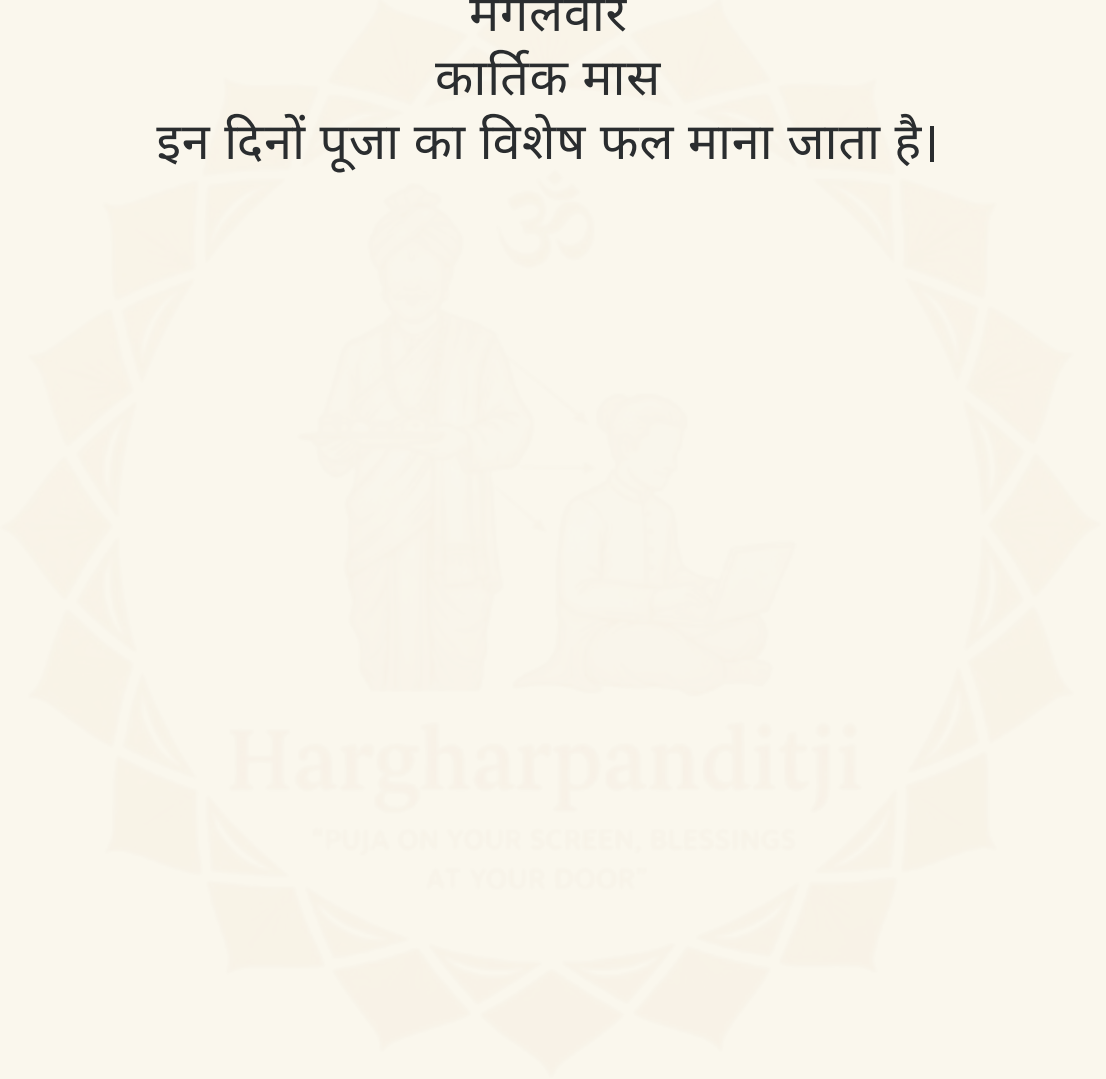 मंगलवार
कार्तिक मास
इन दिनों पूजा का विशेष फल माना जाता है।
ॐ
Hargharpanditji
"PUJA ON YOUR SCREEN, BLESSINGS
AT YOUR DOOR"